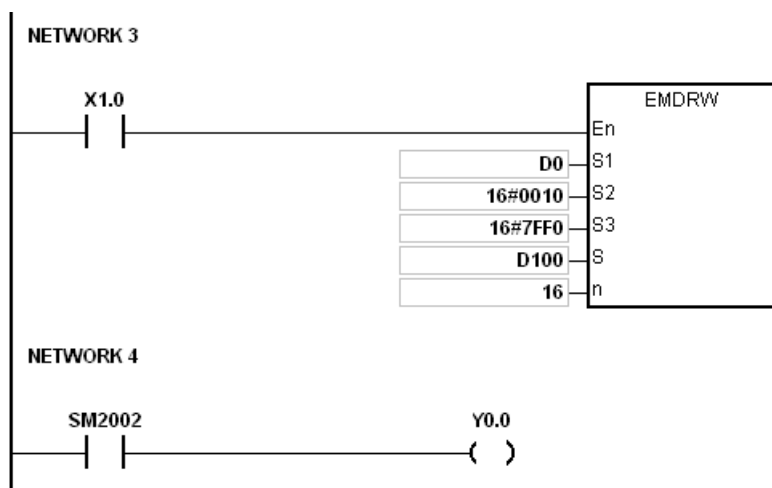 NETWORK 3
X1.0
EMDRW
En
D0 S1
16#0010 S2
16#7FF0 S3
D100 S
16 n
NETWORK 4
SM2002 Y0.0